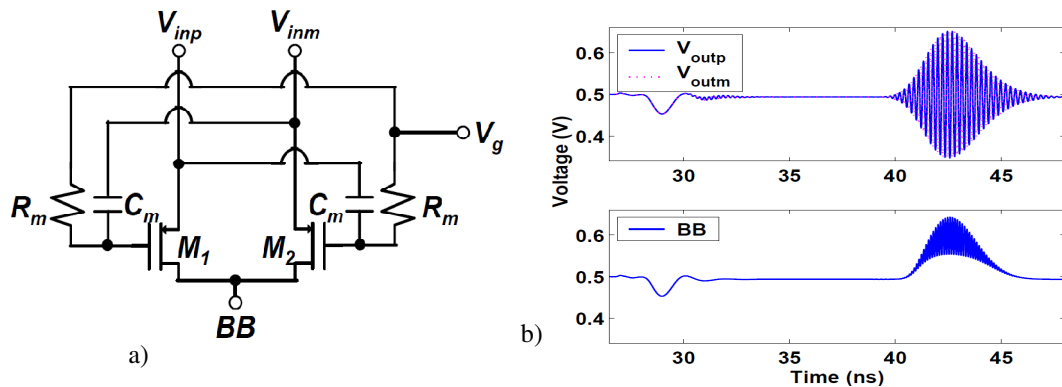 V_inp V_inm
V_g
R_m C_m C_m R_m
M_1 M_2
BB
a)
b)
Voltage (V)
V_outp
V_outm
0.6
0.5
0.4
30 35 40 45
BB
0.6
0.5
0.4
30 35 40 45
Time (ns)